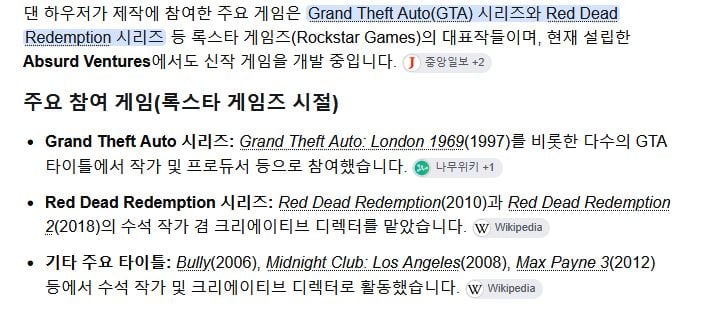 댄 하우저가 제작에 참여한 주요 게임은 Grand Theft Auto(GTA) 시리즈와 Red Dead
Redemption 시리즈 등 록스타 게임즈(Rockstar Games)의 대표작들이며, 현재 설립한
Absurd Ventures에서도 신작 게임을 개발 중입니다. J 중앙일보 +2
주요 참여 게임(록스타 게임즈 시절)
• Grand Theft Auto 시리즈: Grand Theft Auto: London 1969(1997)를 비롯한 다수의 GTA
타이틀에서 작가 및 프로듀서 등으로 참여했습니다. 나무위키 +1
• Red Dead Redemption 시리즈: Red Dead Redemption(2010)과 Red Dead Redemption
2(2018)의 수석 작가 겸 크리에이티브 디렉터를 맡았습니다. W Wikipedia
• 기타 주요 타이틀: Bully(2006), Midnight Club: Los Angeles(2008), Max Payne 3(2012)
등에서 수석 작가 및 크리에이티브 디렉터로 활동했습니다. W Wikipedia